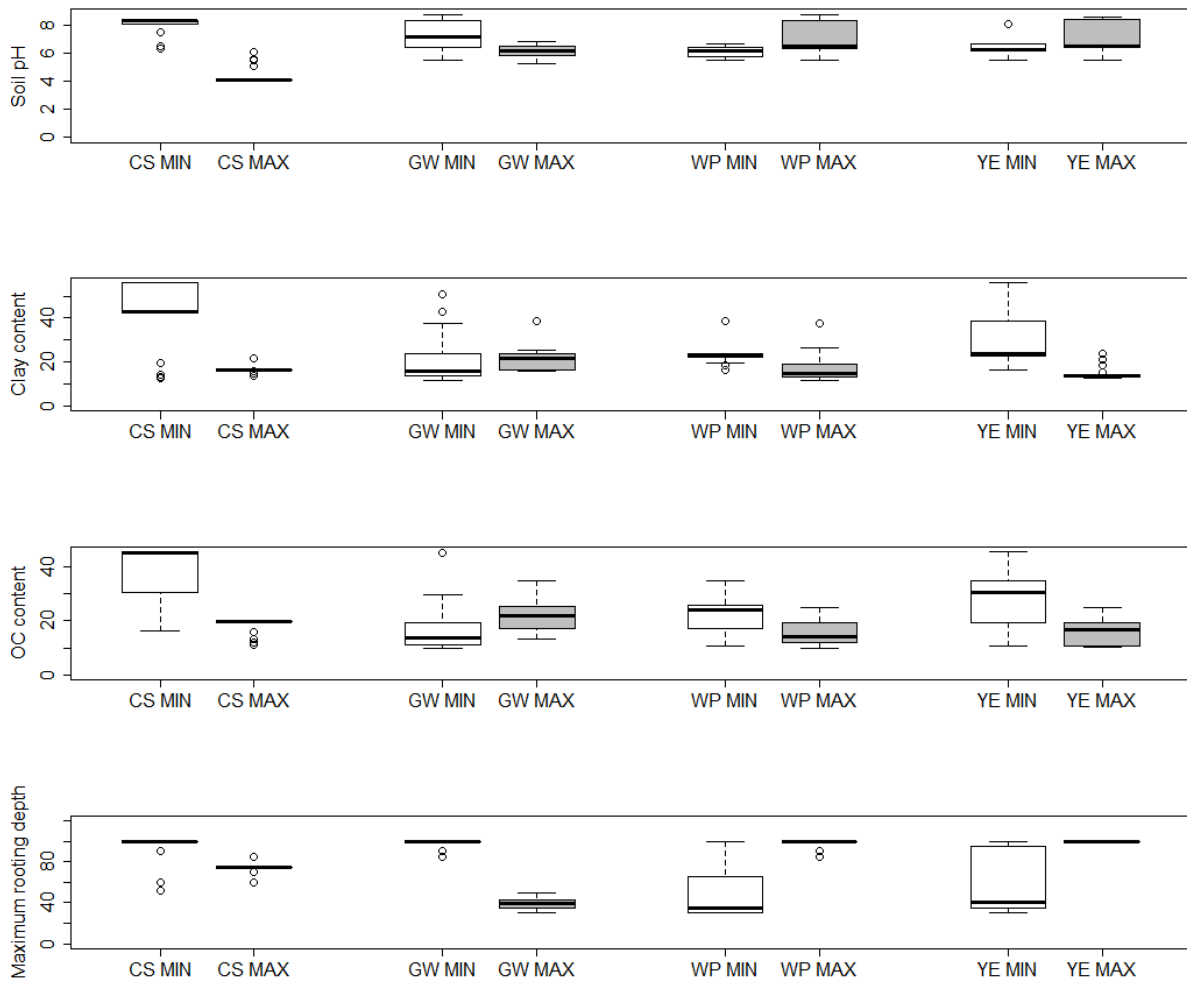 Soil pH
8
6
4
2
0
CS MIN CS MAX GW MIN GW MAX WP MIN WP MAX YE MIN YE MAX
Clay content
40
20
0
CS MIN CS MAX GW MIN GW MAX WP MIN WP MAX YE MIN YE MAX
OC content
40
20
0
CS MIN CS MAX GW MIN GW MAX WP MIN WP MAX YE MIN YE MAX
Maximum rooting depth
80
40
0
CS MIN CS MAX GW MIN GW MAX WP MIN WP MAX YE MIN YE MAX